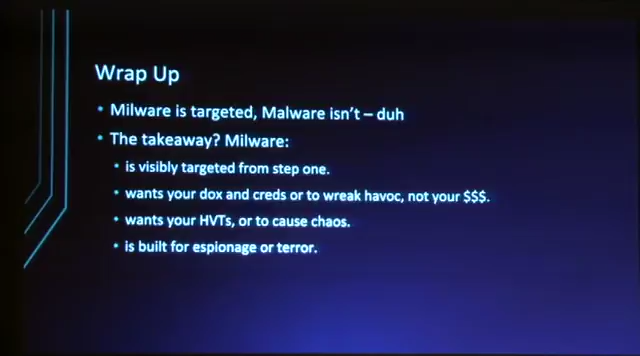 Wrap Up
• Milware is targeted, Malware isn't – duh
• The takeaway? Milware:
• is visibly targeted from step one.
• wants your dox and creds or to wreak havoc, not your $$$.
• wants your HVTs, or to cause chaos.
• is built for espionage or terror.